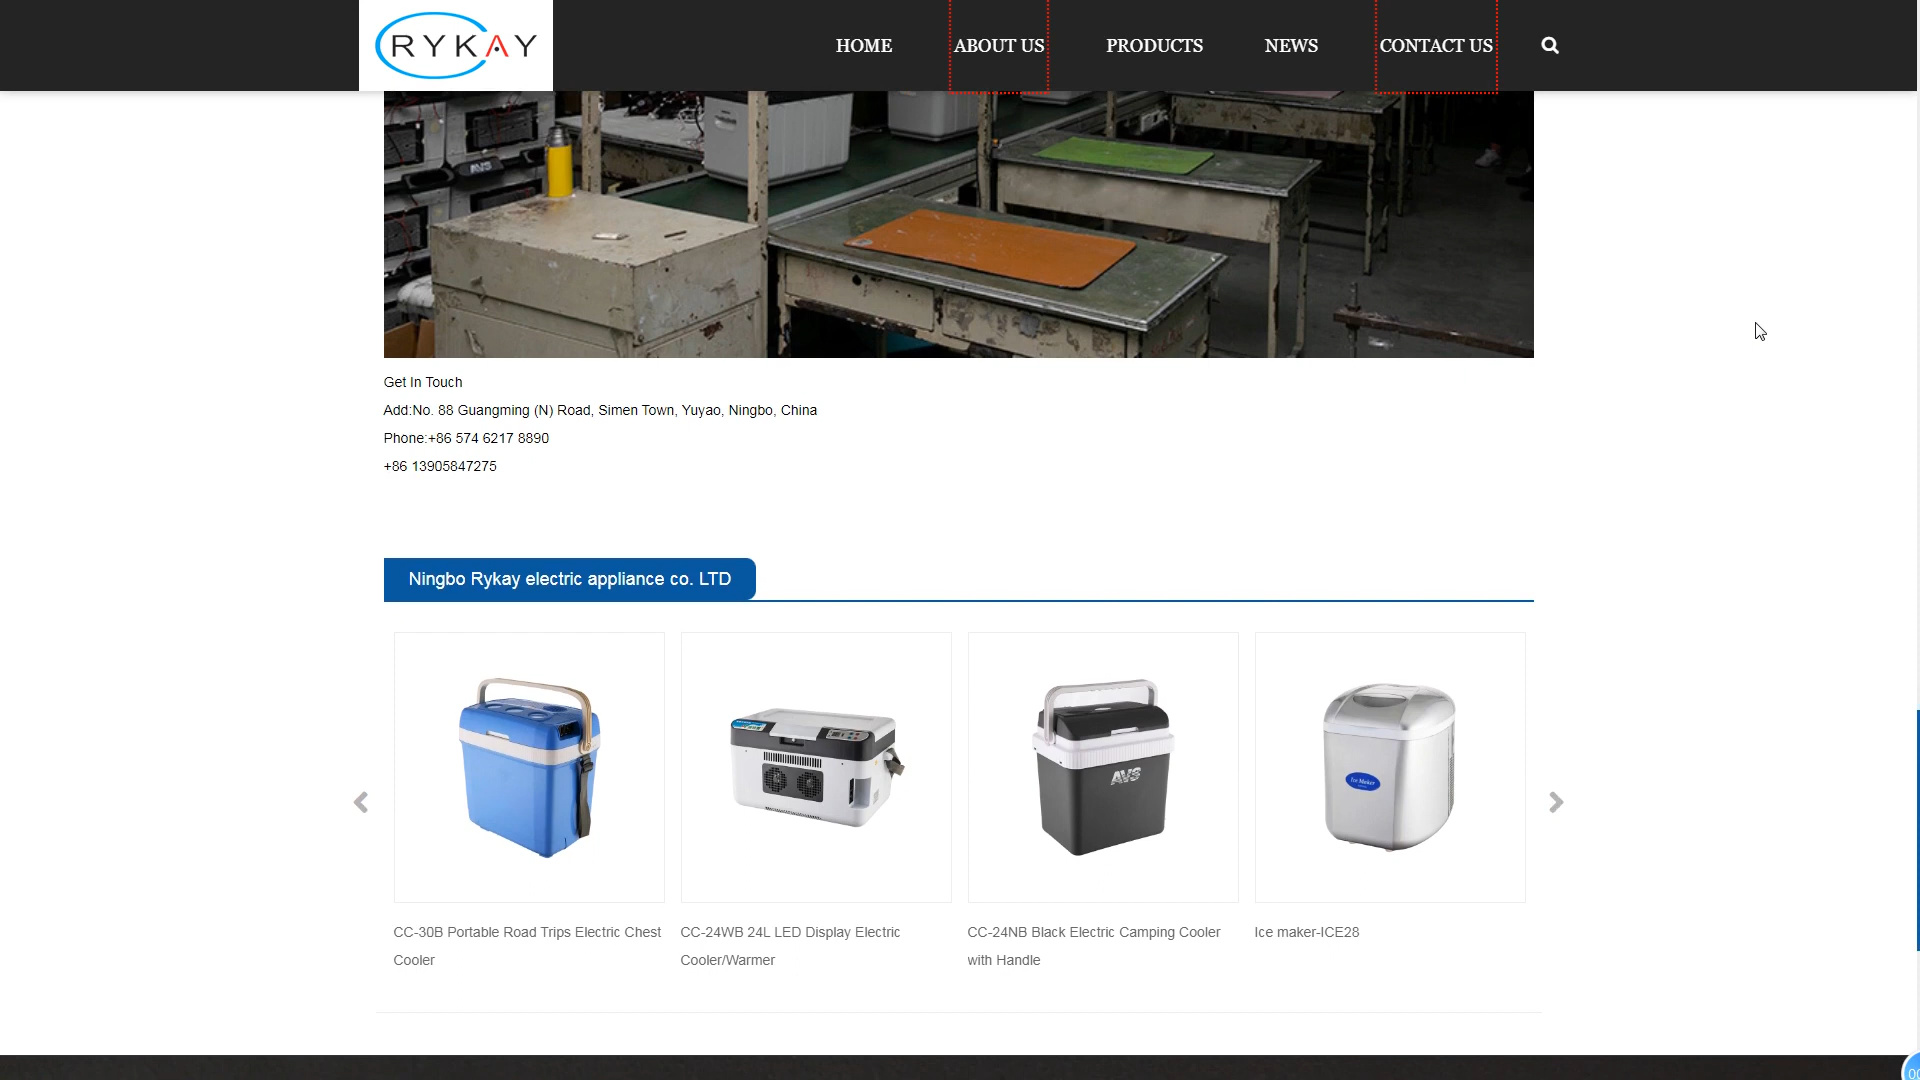 RYKAY
HOME
ABOUT US
PRODUCTS
NEWS
CONTACT US
AVS
Get In Touch
Add:No. 88 Guangming (N) Road, Simen Town, Yuyao, Ningbo, China
Phone:+86 574 6217 8890
+86 13905847275
Ningbo Rykay electric appliance co. LTD
AVS
Ice Maker
CC-30B Portable Road Trips Electric Chest
Cooler
CC-24WB 24L LED Display Electric
Cooler/Warmer
CC-24NB Black Electric Camping Cooler
with Handle
Ice maker-ICE28